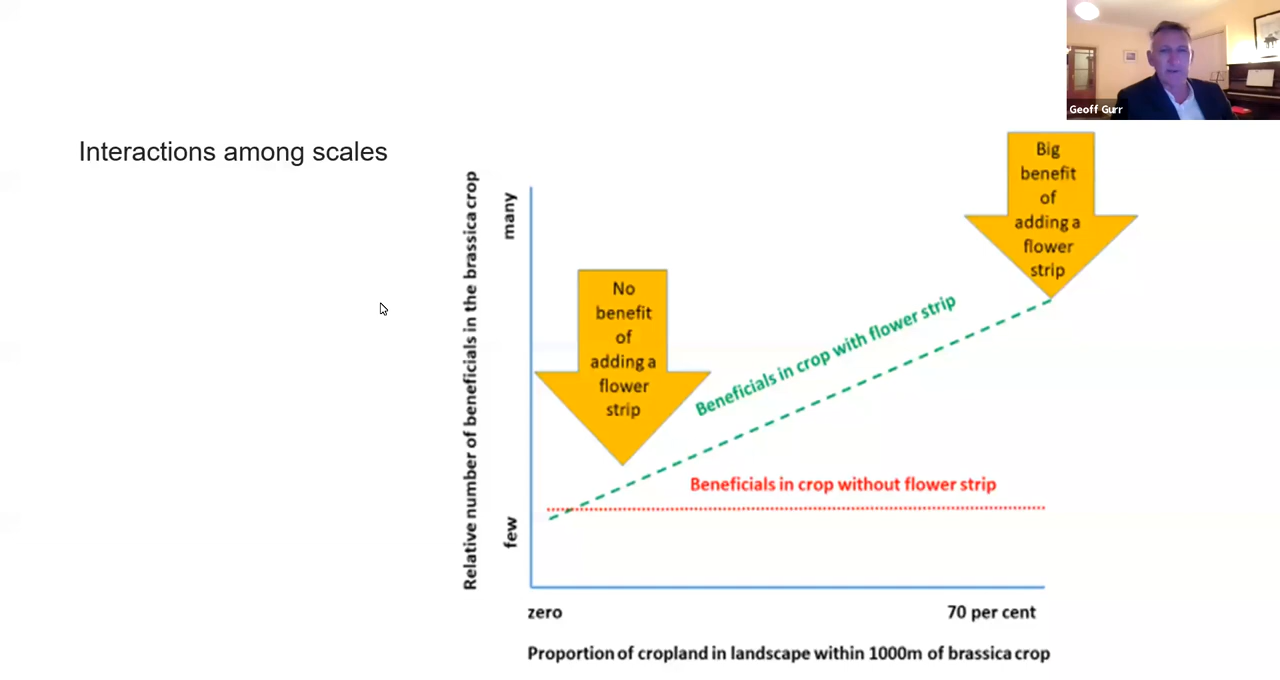 Geoff Gurr
Interactions among scales
Relative number of beneficials in the brassica crop
many
few
No
benefit
of
adding a
flower
strip
Big
benefit
of
adding a
flower
strip
Beneficials in crop with flower strip
Beneficials in crop without flower strip
zero
70 per cent
Proportion of cropland in landscape within 1000m of brassica crop